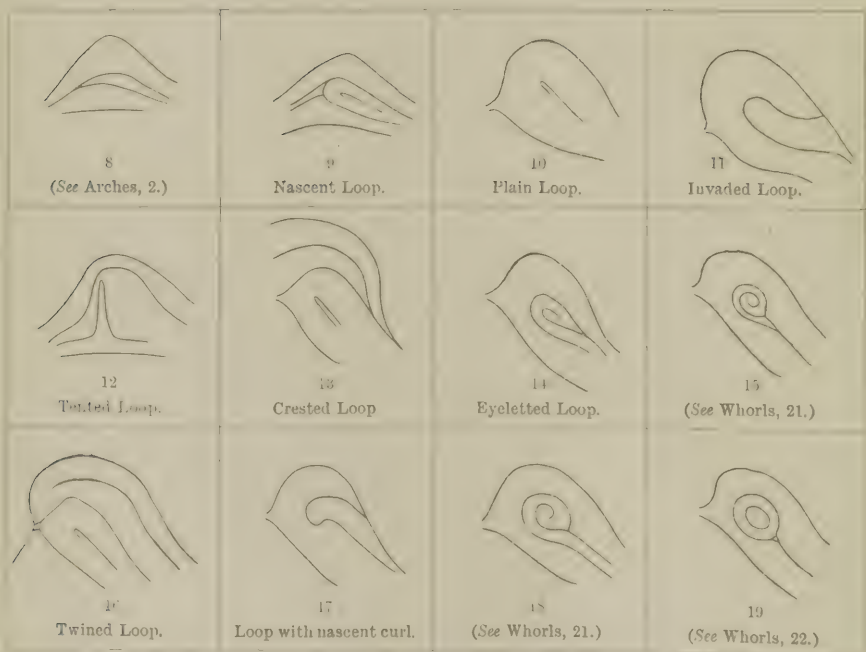 8
(See Arches, 2.)
9
Nascent Loop.
10
Plain Loop.
11
Invaded Loop.
12
Tented Loop.
13
Crested Loop
14
Eyeletted Loop.
15
(See Whorls, 21.)
16
Twined Loop.
17
Loop with nascent curl.
18
(See Whorls, 21.)
19
(See Whorls, 22.)